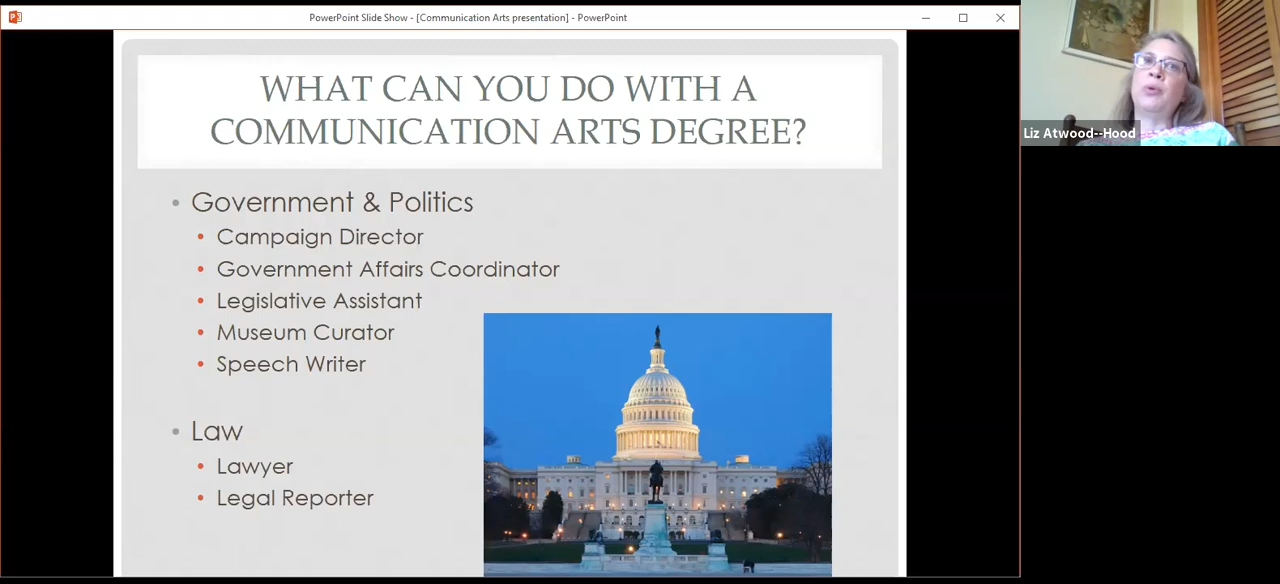 PowerPoint Slide Show - [Communication Arts presentation] - PowerPoint
WHAT CAN YOU DO WITH A
COMMUNICATION ARTS DEGREE?
• Government & Politics
• Campaign Director
• Government Affairs Coordinator
• Legislative Assistant
• Museum Curator
• Speech Writer
• Law
• Lawyer
• Legal Reporter
Liz Atwood--Hood